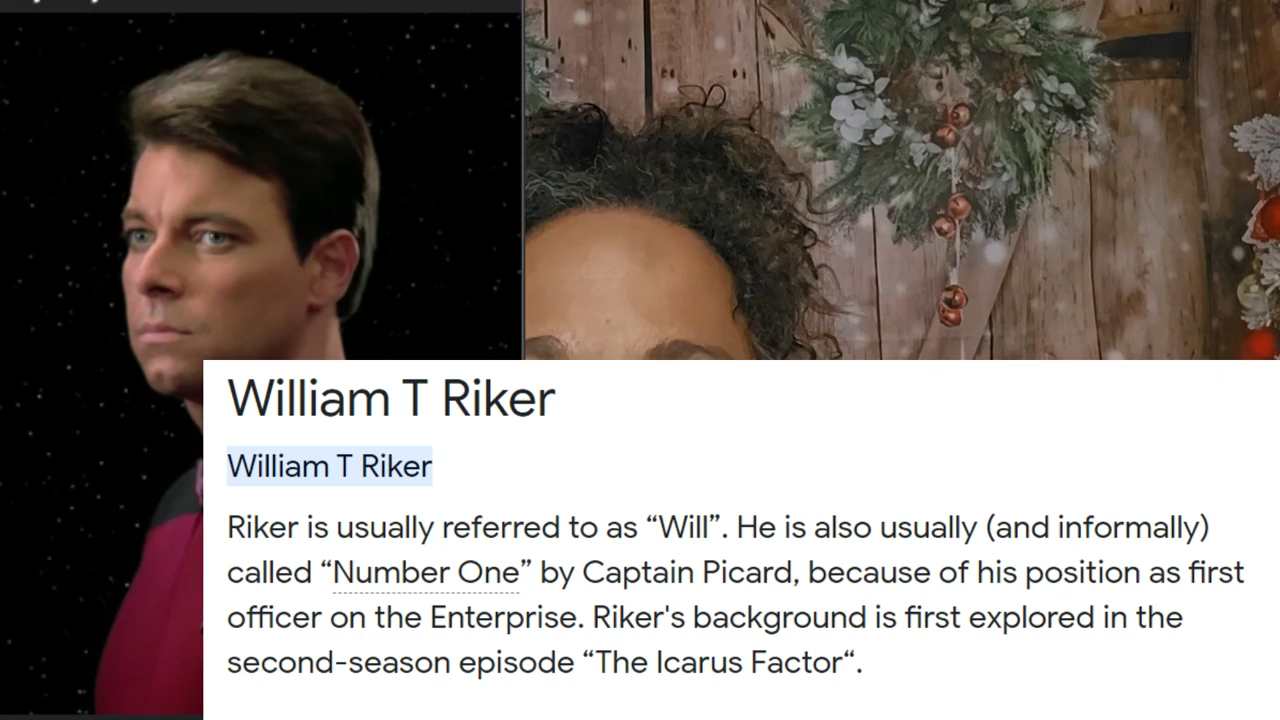 William T Riker
William T Riker
Riker is usually referred to as “Will”. He is also usually (and informally)
called “Number One” by Captain Picard, because of his position as first
officer on the Enterprise. Riker's background is first explored in the
second-season episode “The Icarus Factor“.